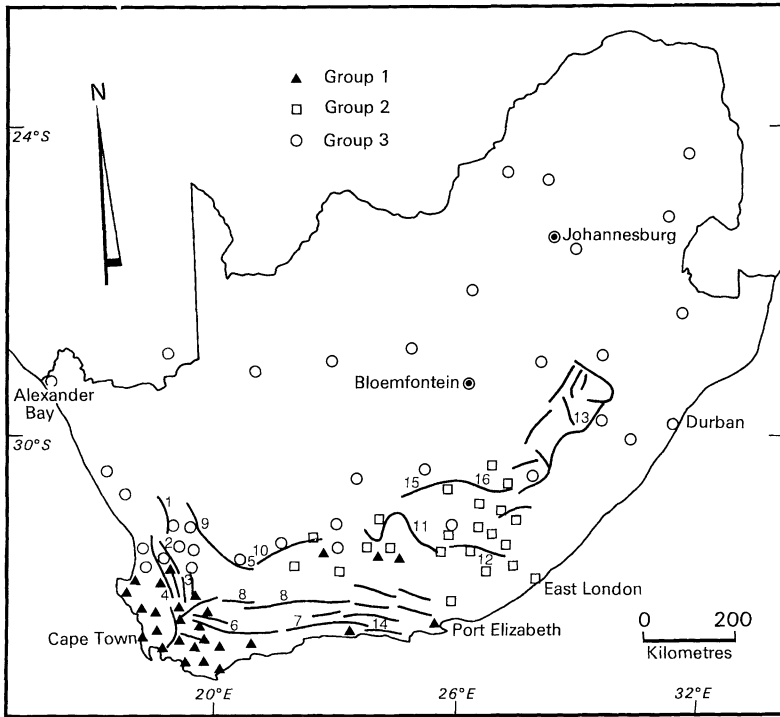 N
Group 1
Group 2
Group 3
24°S
Johannesburg
Bloemfontein
Alexander
Bay
13
Durban
30°S
15
16
1
9
11
2
10
5
12
3
East London
4
8
8
6
7
14
Port Elizabeth
Cape Town
0
200
Kilometres
20°E
26°E
32°E